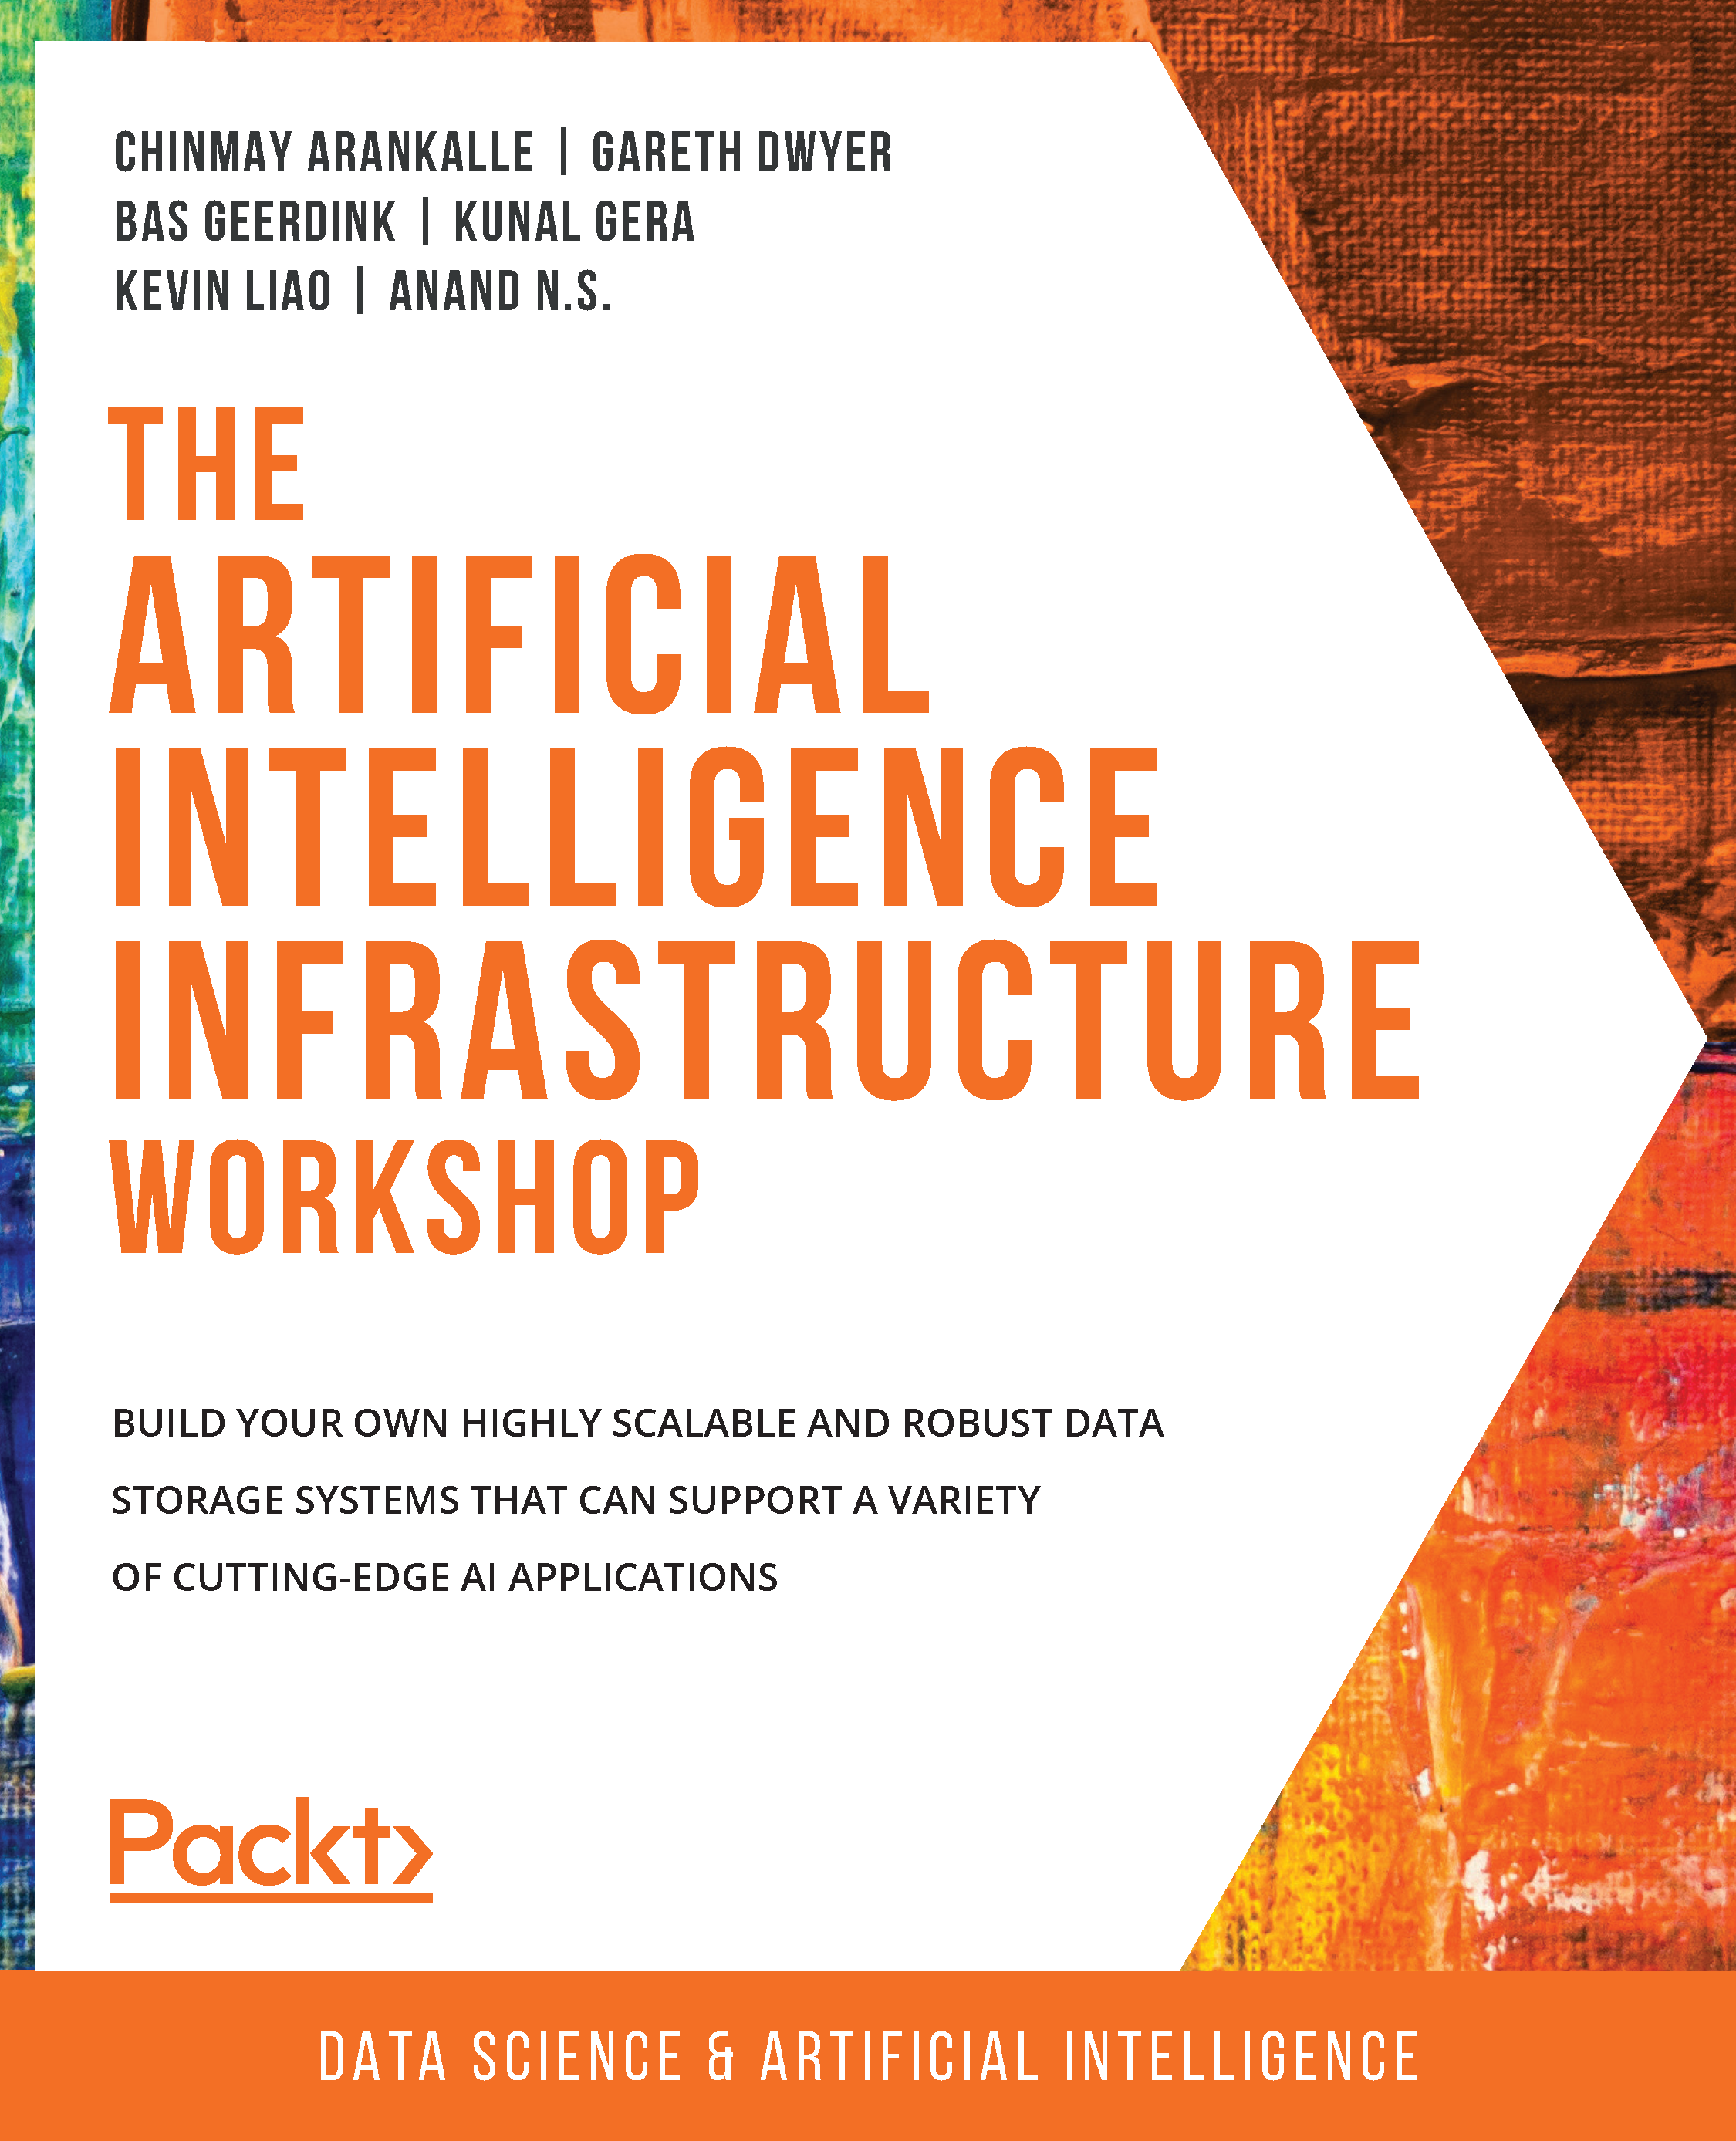 CHINMAY ARANKALLE | GARETH DWYER
BAS GEERDINK | KUNAL GERA
KEVIN LIAO | ANAND N.S.
THE
ARTIFICIAL
INTELLIGENCE
INFRASTRUCTURE
WORKSHOP
BUILD YOUR OWN HIGHLY SCALABLE AND ROBUST DATA
STORAGE SYSTEMS THAT CAN SUPPORT A VARIETY
OF CUTTING-EDGE AI APPLICATIONS
Packt
DATA SCIENCE & ARTIFICIAL INTELLIGENCE